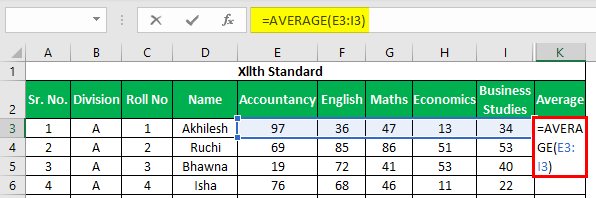 =AVERAGE(E3:I3)
A B C D E F G H I K
1 Xllth Standard
2 Sr. No. Division Roll No Name Accountancy English Maths Economics Business Studies Average
3 1 A 1 Akhilesh 97 36 47 13 34 =AVERAGE(E3:I3)
4 2 A 2 Ruchi 69 85 86 51 53
5 3 A 3 Bhawna 19 72 41 53 40
6 4 A 4 Isha 76 68 46 11 22